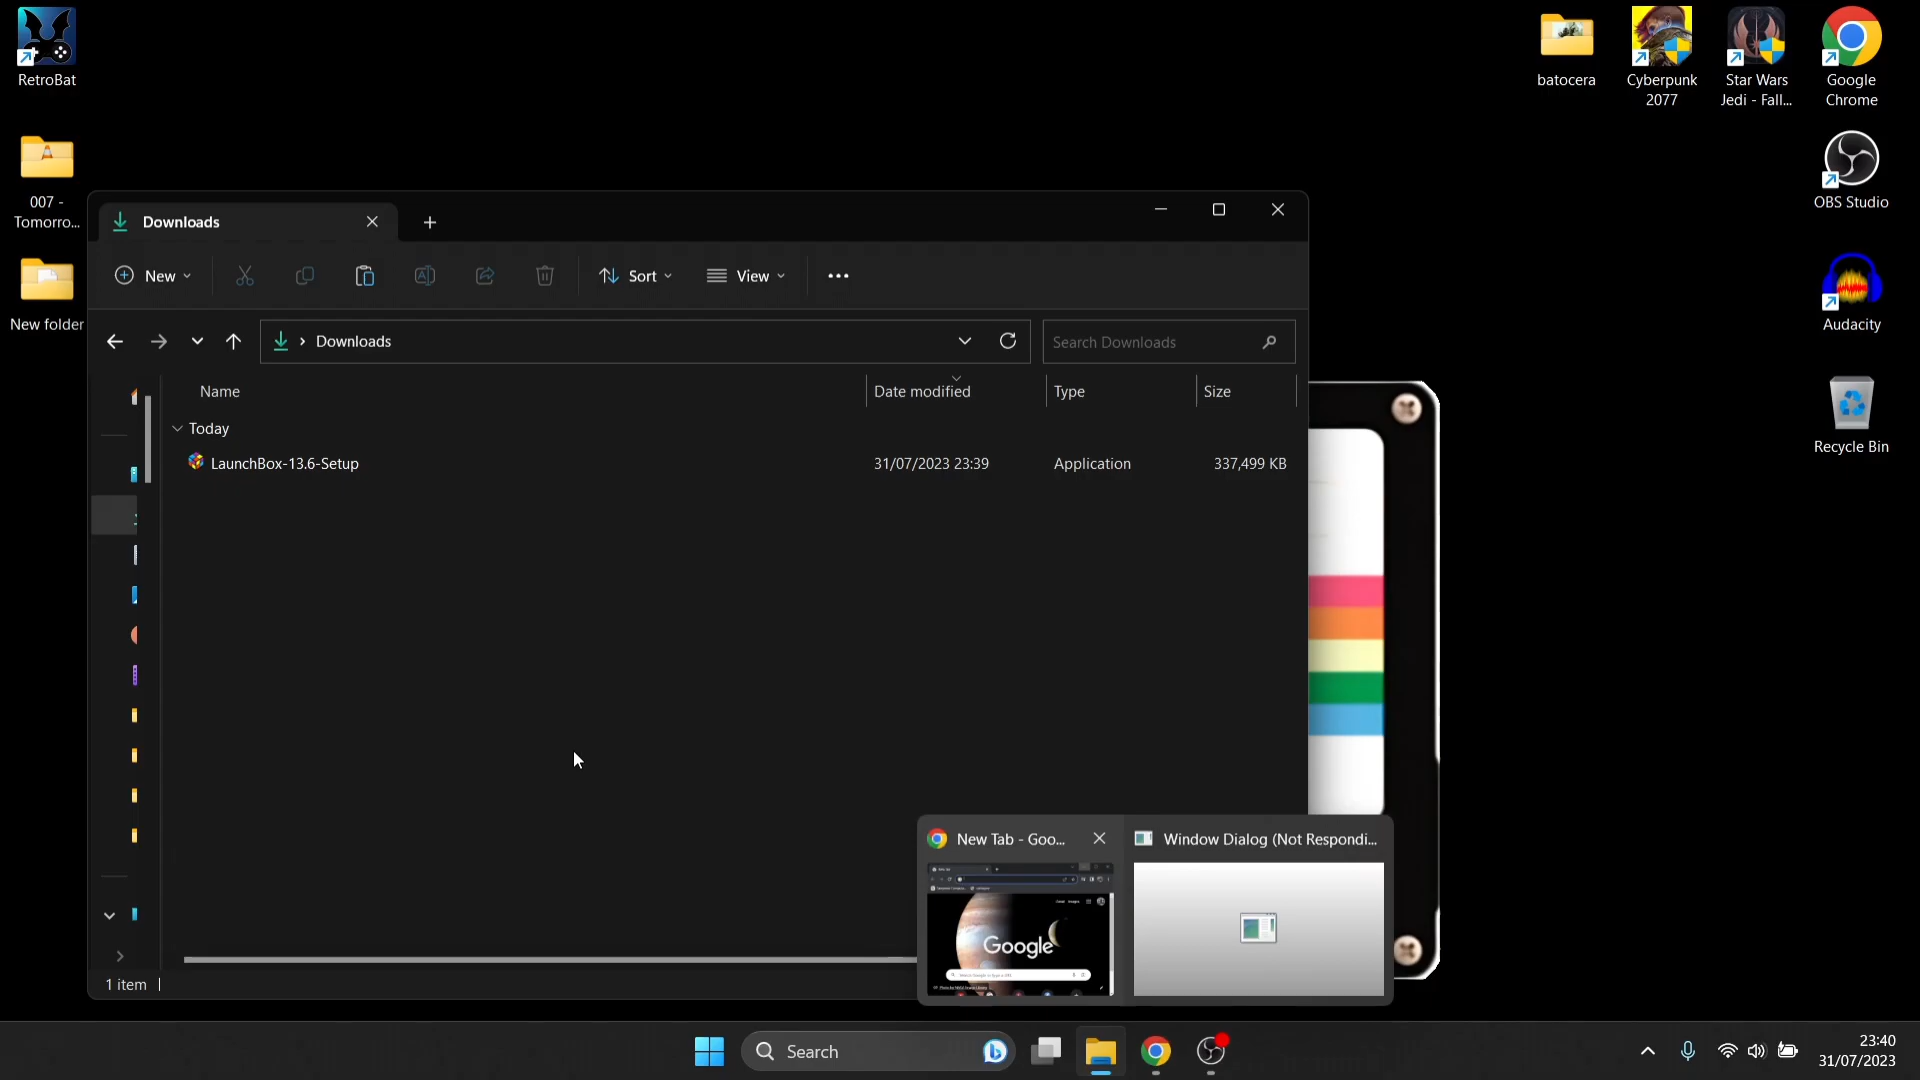 RetroBat
007 -
Tomorro...
New folder
batocera
Cyberpunk
2077
Star Wars
Jedi - Fall...
Google
Chrome
OBS Studio
Audacity
Recycle Bin
Downloads
New
Sort
View
Downloads
Search Downloads
Name
Date modified
Type
Size
Today
LaunchBox-13.6-Setup
31/07/2023 23:39
Application
337,499 KB
1 item
New Tab - Goo...
Window Dialog (Not Respondi...
Google
Search
23:40
31/07/2023